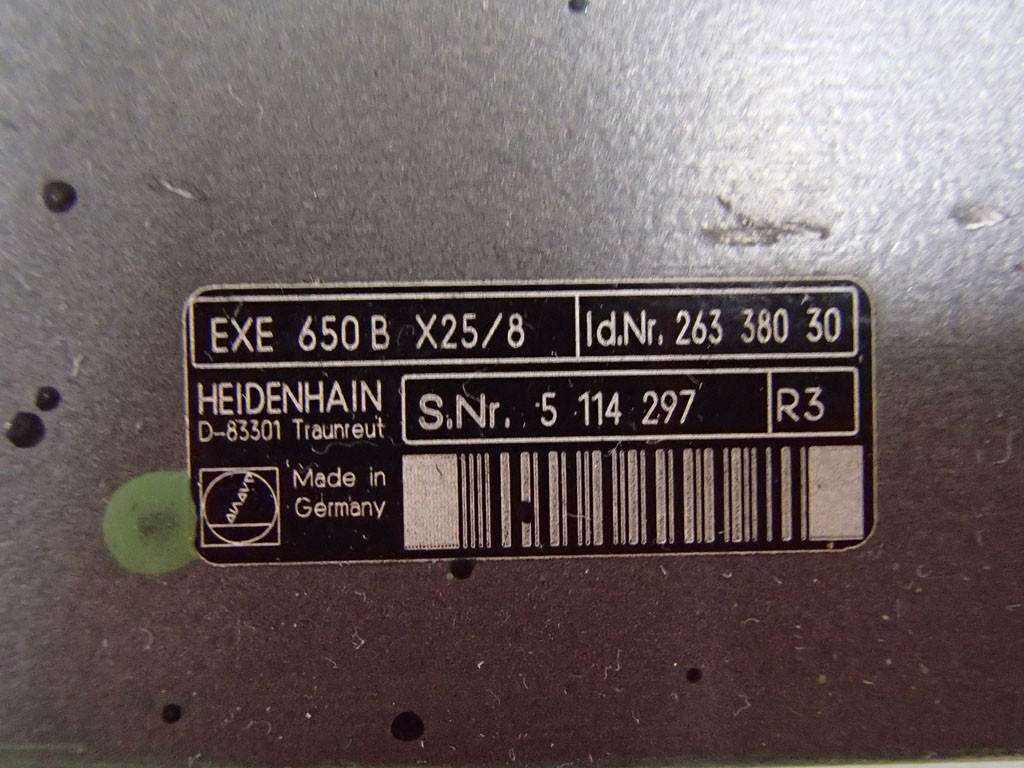 EXE 650 B X25/8 Id.Nr. 263 380 30
HEIDENHAIN
D-83301 Traunreut
S.Nr. 5 114 297 R3
Made in
Germany